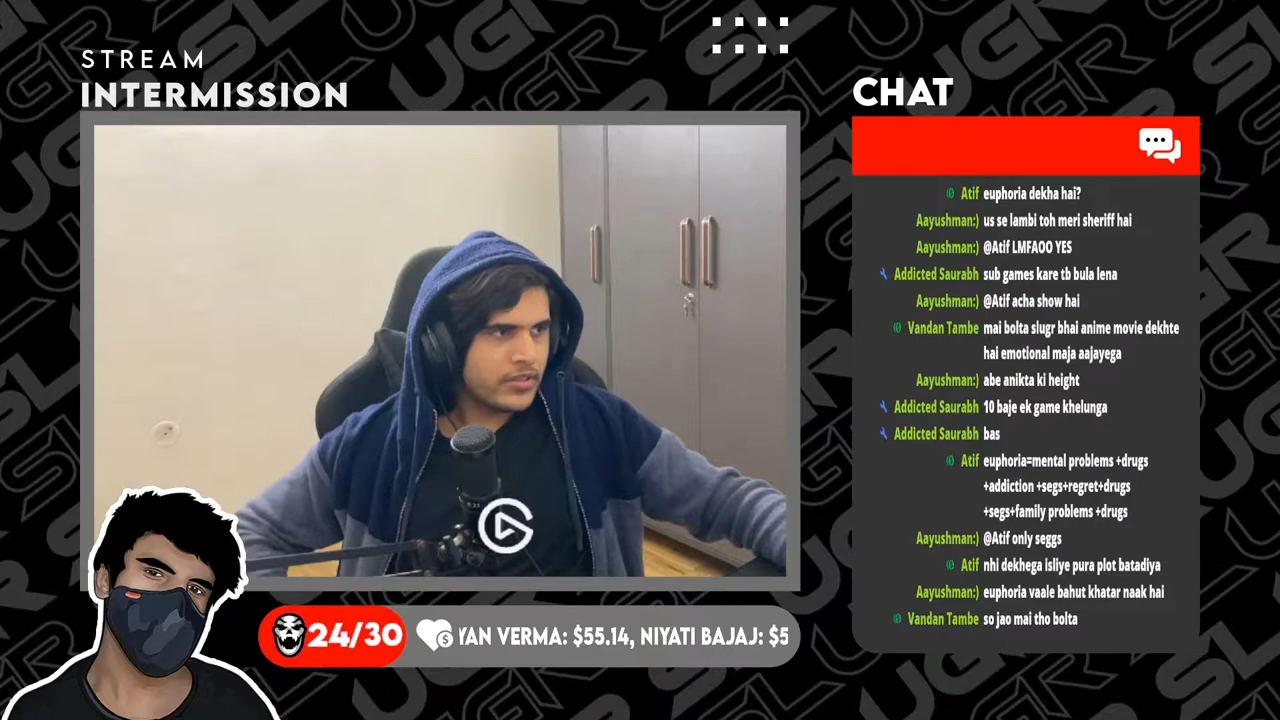 STREAM
INTERMISSION
CHAT
Atif euphoria dekha hai?
Aayushman:) us se lambi toh meri sheriff hai
Aayushman:) @Atif LMFAOO YES
Addicted Saurabh sub games kare tb bula lena
Aayushman:) @Atif acha show hai
Vandan Tambe mai bolta slugr bhai anime movie dekhte
hai emotional maja aajayega
Aayushman:) abe anikta ki height
Addicted Saurabh 10 baje ek game khelunga
Addicted Saurabh bas
Atif euphoria=mental problems +drugs
+addiction +segs+regret+drugs
+segs+family problems +drugs
Aayushman:) @Atif only seggs
Atif nhi dekhega isliye pura plot batadiya
Aayushman:) euphoria vaale bahut khatar naak hai
Vandan Tambe so jao mai tho bolta
24/30
YAN VERMA: $55.14, NIYATI BAJAJ: $5